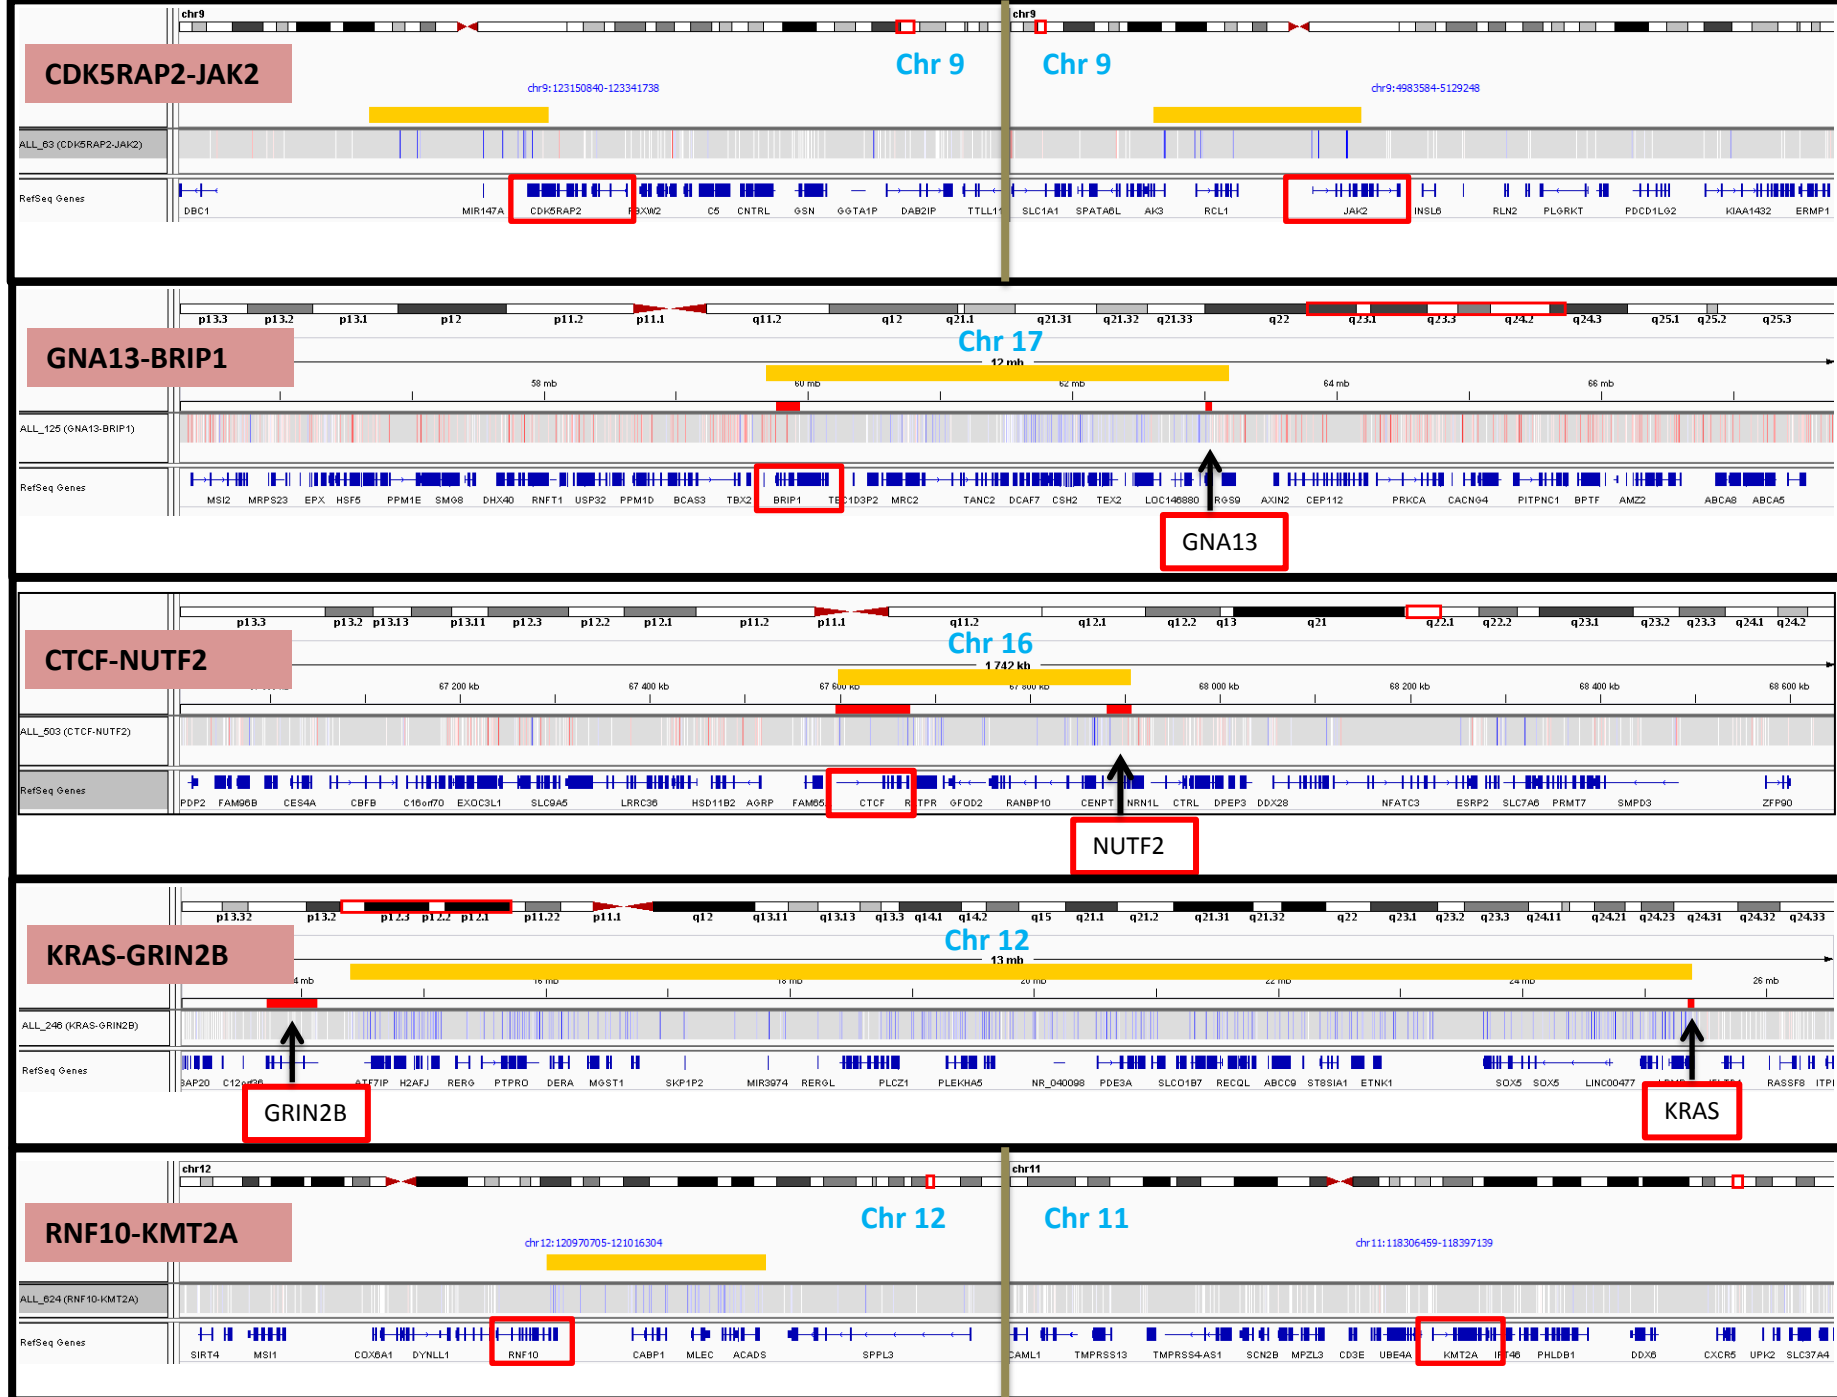 chr9
chr9
CDK5RAP2-JAK2
Chr 9
Chr 9
chr9:123150840-123341738
chr9:4983584-5129248
ALL_63 (CDK5RAP2-JAK2)
RefSeq Genes
DBC1 MIR147A CDK5RAP2 FBXW2 C5 CNTRL GSN GGTA1P DAB2IP TTLL11 SLC1A1 SPATA6L AK3 RCL1 JAK2 INSL6 RLN2 PLGRKT PDCD1LG2 KIAA1432 ERMP1
p13.3 p13.2 p13.1 p12 p11.2 p11.1 q11.2 q12 q21.1 q21.31 q21.32 q21.33 q22 q23.1 q23.3 q24.2 q24.3 q25.1 q25.2 q25.3
GNA13-BRIP1
Chr 17
12 mb
58 mb 60 mb 62 mb 64 mb 66 mb
ALL_125 (GNA13-BRIP1)
RefSeq Genes
MSI2 MRPS23 EPX HSF5 PPM1E SMG8 DHX40 RNFT1 USP32 PPM1D BCAS3 TBX2 BRIP1 TBC1D3P2 MRC2 TANC2 DCAF7 CSH2 TEX2 LOC146880 RGS9 AXIN2 CEP112 PRKCA CACNG4 PITPNC1 BPTF AMZ2 ABCA8 ABCA5
GNA13
p13.3 p13.2 p13.13 p13.11 p12.3 p12.2 p12.1 p11.2 p11.1 q11.2 q12.1 q12.2 q13 q21 q22.1 q22.2 q23.1 q23.2 q23.3 q24.1 q24.2
CTCF-NUTF2
Chr 16
1 742 kb
67 200 kb 67 400 kb 67 600 kb 67 800 kb 68 000 kb 68 200 kb 68 400 kb 68 600 kb
ALL_503 (CTCF-NUTF2)
RefSeq Genes
PDP2 FAM96B CES4A CBFB C16orf70 EXOC3L1 SLC9A5 LRRC36 HSD11B2 AGRP FAM65A CTCF RLTPR GFOD2 RANBP10 CENPT NRN1L CTRL DPEP3 DDX28 NFATC3 ESRP2 SLC7A6 PRMT7 SMPD3 ZFP90
NUTF2
p13.32 p13.2 p12.3 p12.2 p12.1 p11.22 p11.1 q12 q13.11 q13.13 q13.3 q14.1 q14.2 q15 q21.1 q21.2 q21.31 q21.32 q22 q23.1 q23.2 q23.3 q24.11 q24.21 q24.23 q24.31 q24.32 q24.33
KRAS-GRIN2B
Chr 12
13 mb
4 mb 16 mb 18 mb 20 mb 22 mb 24 mb 26 mb
ALL_246 (KRAS-GRIN2B)
RefSeq Genes
3AP20 C12orf36 ATF7IP H2AFJ RERG PTPRO DERA MGST1 SKP1P2 MIR3974 RERGL PLCZ1 PLEKHA5 NR_040098 PDE3A SLCO1B7 RECQL ABCC9 ST8SIA1 ETNK1 SOX5 SOX5 LINC00477 RASSF8 ITPI
GRIN2B
KRAS
chr12
chr11
RNF10-KMT2A
Chr 12
Chr 11
chr12:120970705-121016304
chr11:118306459-118397139
ALL_624 (RNF10-KMT2A)
RefSeq Genes
SIRT4 MSI1 COX6A1 DYNLL1 RNF10 CABP1 MLEC ACADS SPPL3 CAML1 TMPRSS13 TMPRSS4-AS1 SCN2B MPZL3 CD3E UBE4A KMT2A IFT46 PHLDB1 DDX6 CXCR5 UPK2 SLC37A4